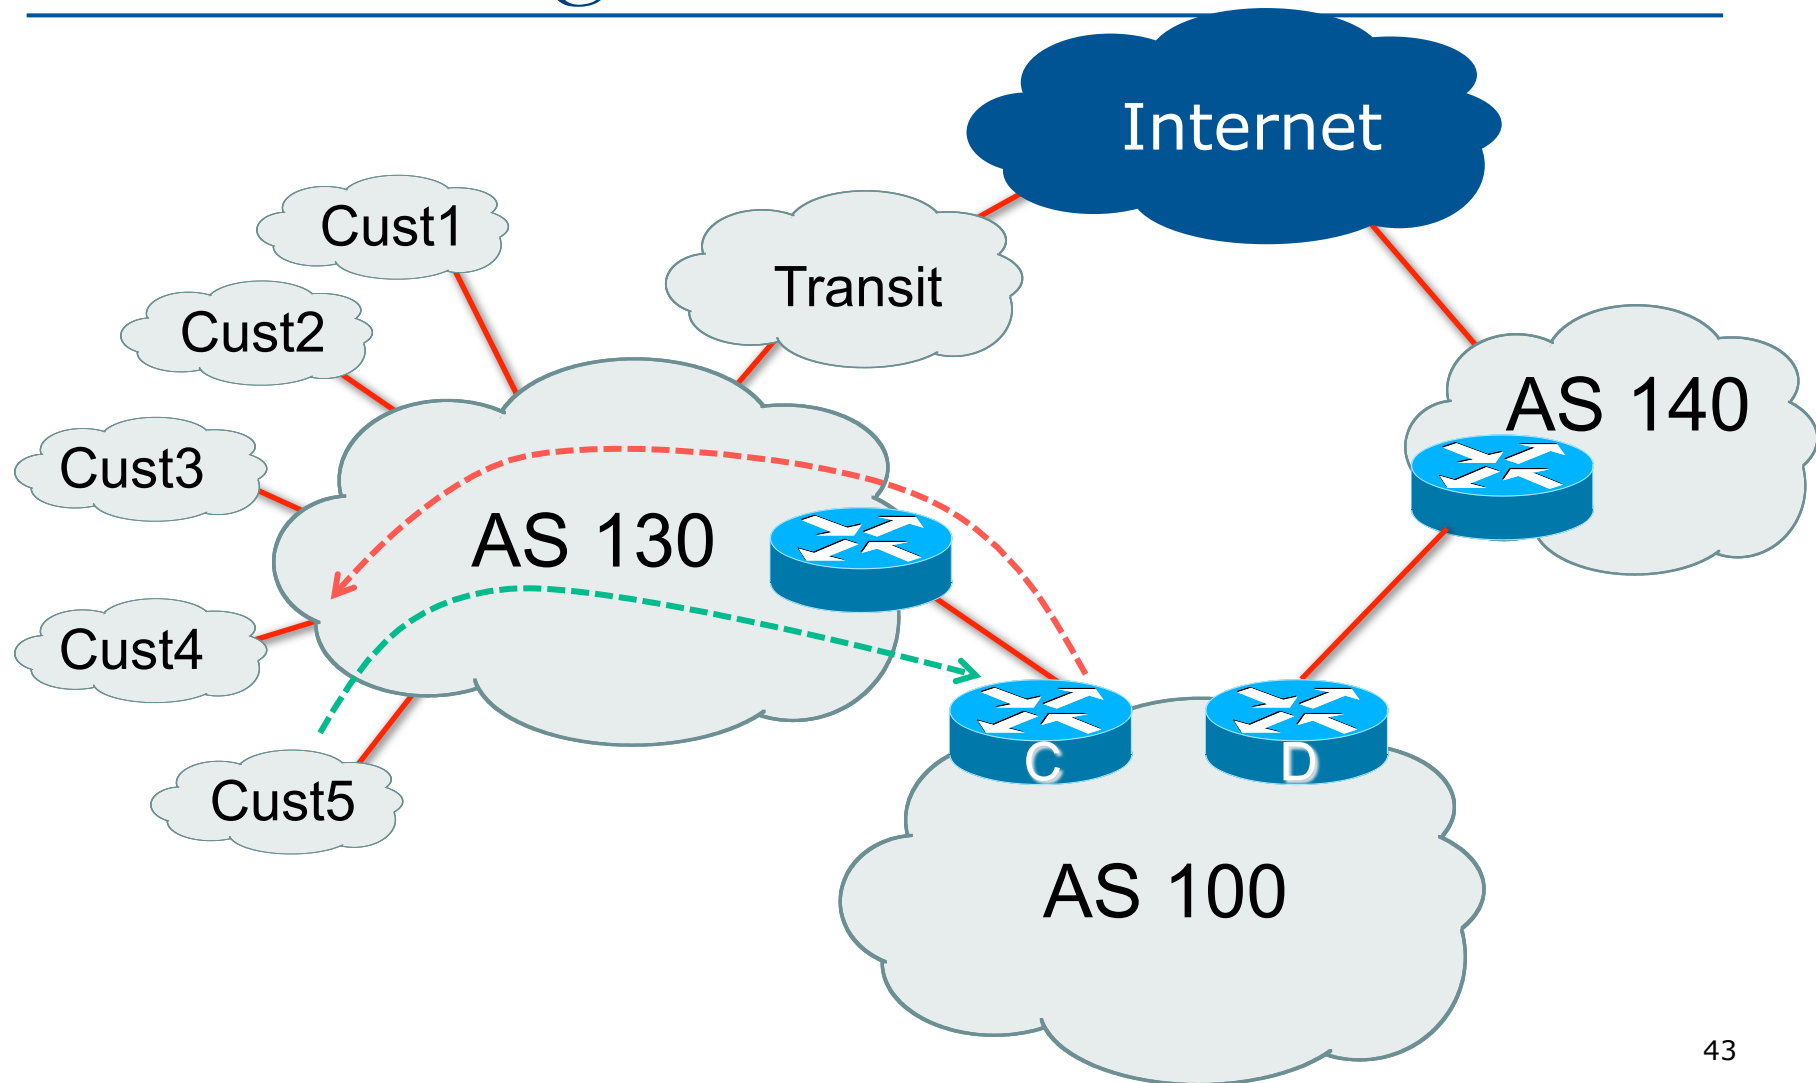 Internet
Cust1
Transit
Cust2
AS 140
Cust3
AS 130
Cust4
C
D
Cust5
AS 100
43